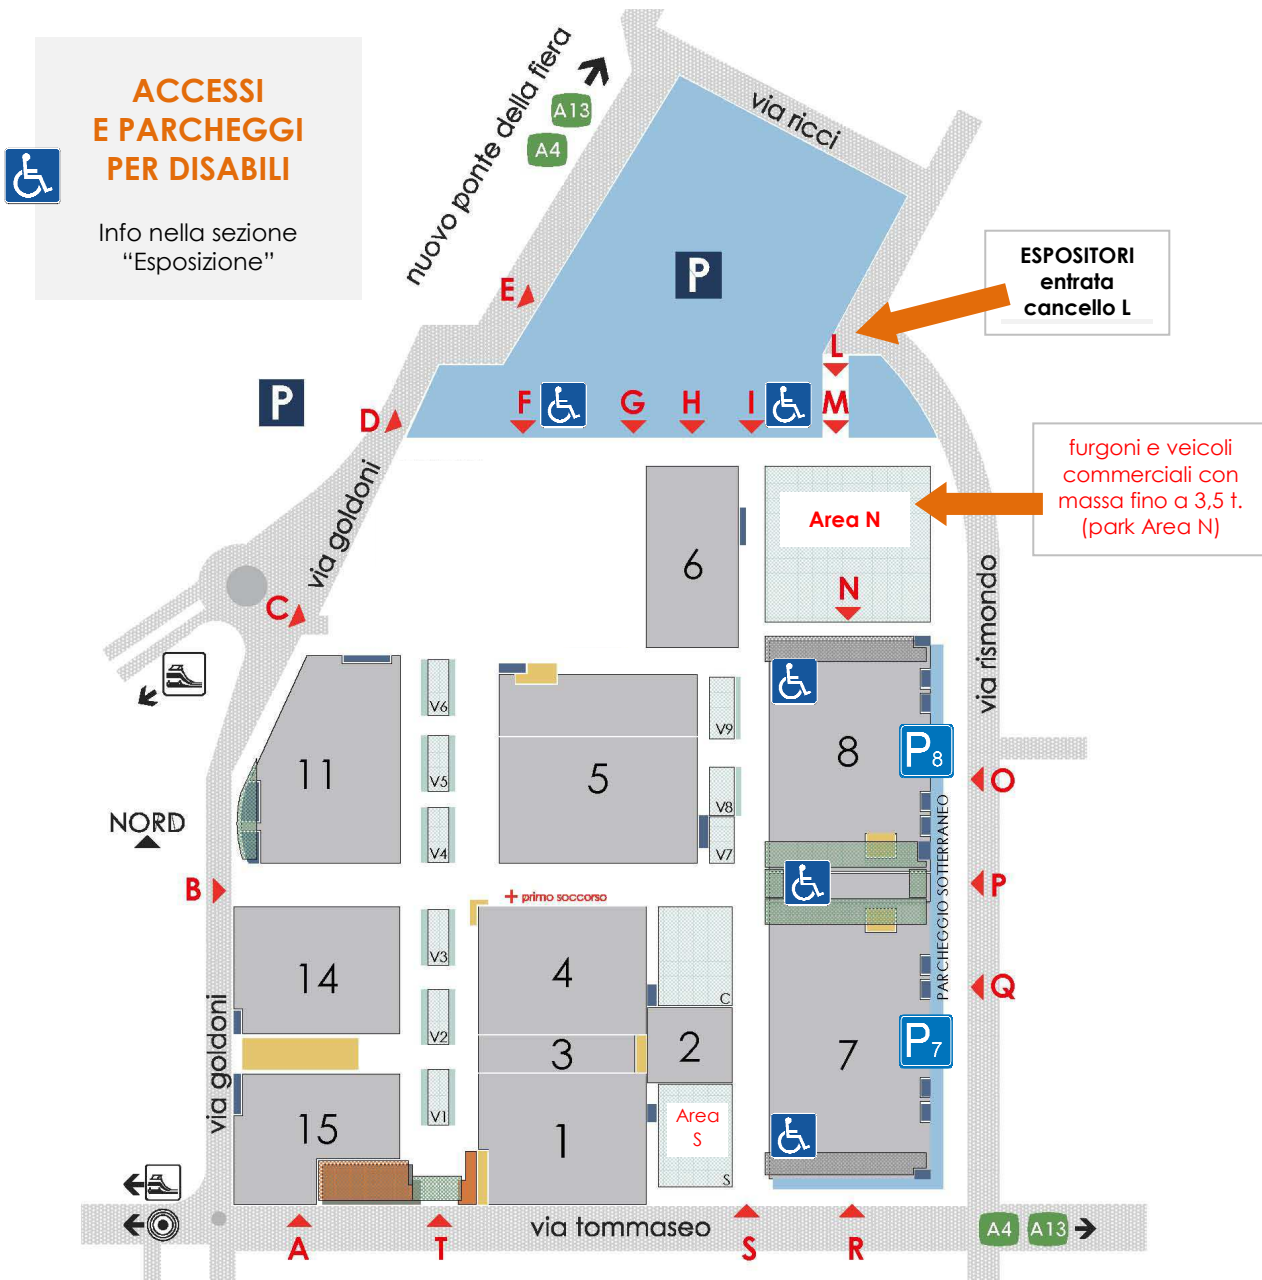 ACCESSI
E PARCHEGGI
PER DISABILI
Info nella sezione
“Esposizione”
nuovo ponte della fiera
A13
A4
via ricci
P
ESPOSITORI
entrata
cancello L
E
L
P
D
F
G
H
I
M
furgoni e veicoli
commerciali con
massa fino a 3,5 t.
(park Area N)
via goldoni
Area N
6
N
C
via rismondo
V6
V9
11
V5
5
V8
8
P8
O
NORD
V4
V7
PARCHEGGIO SOTTERRANEO
B
P
+ primo soccorso
V3
14
4
C
Q
via goldoni
V2
3
2
7
P7
V1
15
1
Area
S
S
via tommaseo
A
T
S
R
A4
A13